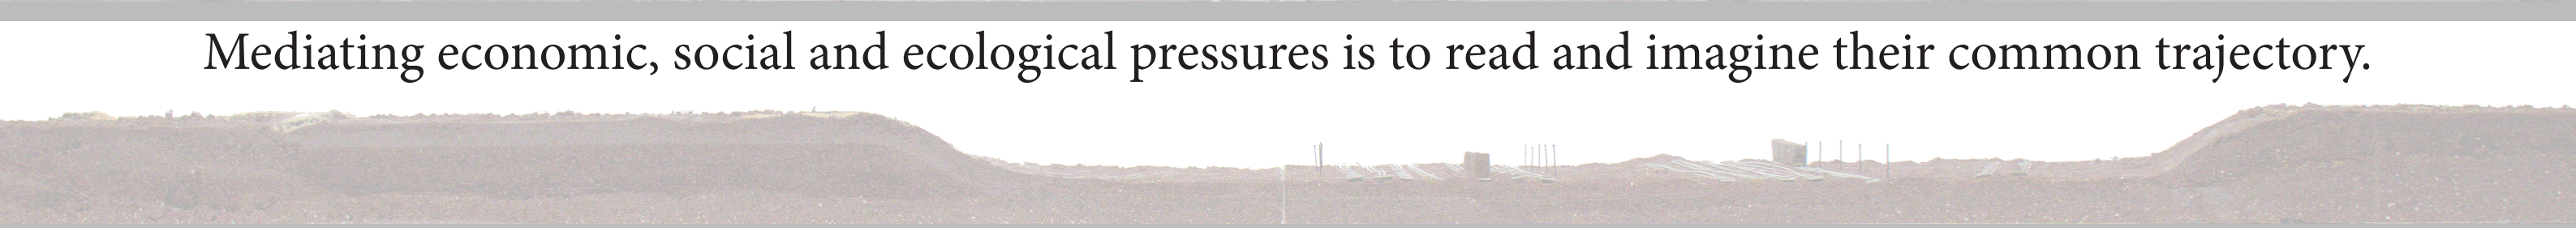 Mediating economic, social and ecological pressures is to read and imagine their common trajectory.